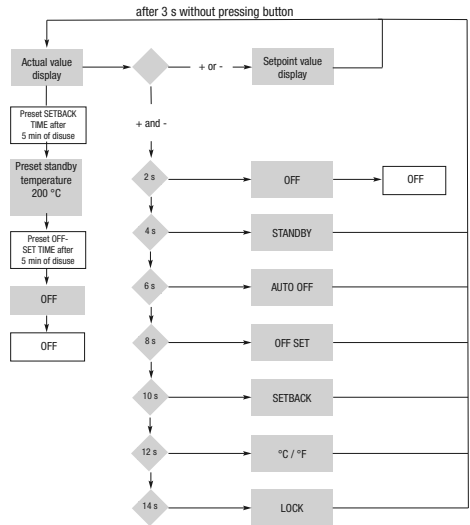 after 3 s without pressing button
Actual value
display
+ or -
Setpoint value
display
Preset SETBACK
TIME after
5 min of disuse
+ and -
Preset standby
temperature
200 °C
2 s
OFF
OFF
Preset OFF-
SET TIME after
5 min of disuse
4 s
STANDBY
OFF
6 s
AUTO OFF
OFF
8 s
OFF SET
10 s
SETBACK
12 s
°C / °F
14 s
LOCK